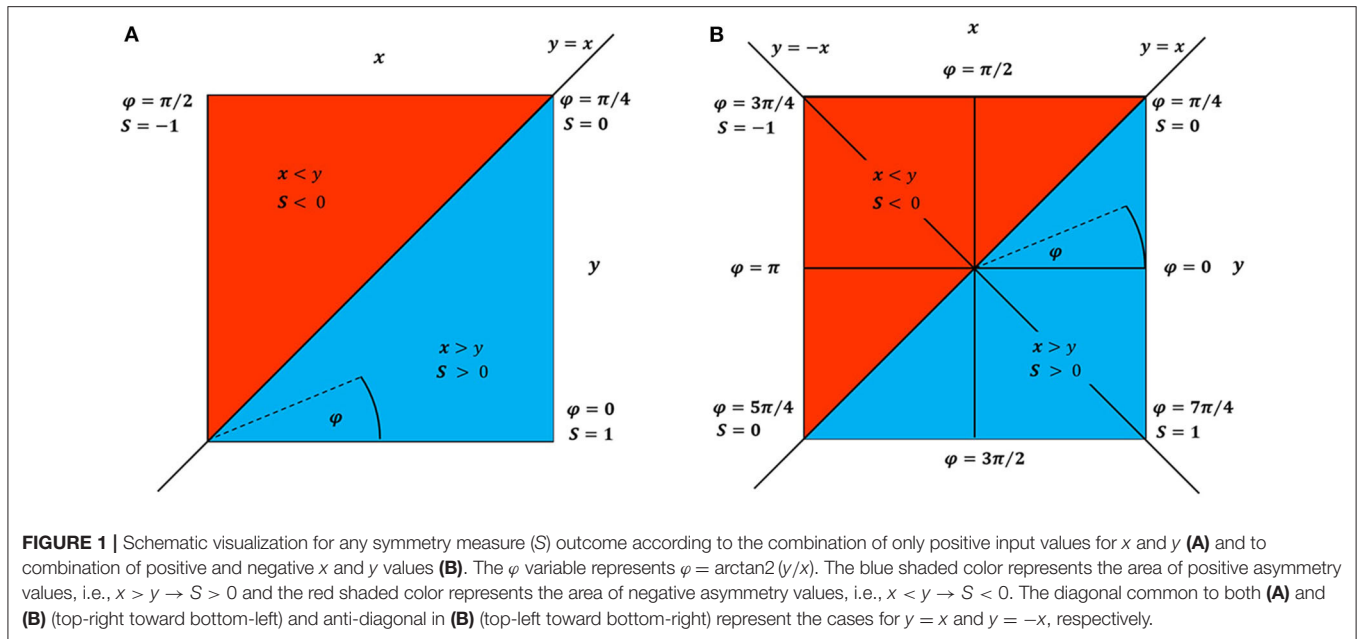 A
x
y = x
φ = π/2
S = −1
φ = π/4
S = 0
x < y
S < 0
y
x > y
S > 0
φ
φ = 0
S = 1
B
x
y = −x
y = x
φ = π/2
φ = 3π/4
S = −1
φ = π/4
S = 0
x < y
S < 0
φ
φ = π
φ = 0 y
x > y
S > 0
φ = 5π/4
S = 0
φ = 7π/4
S = 1
φ = 3π/2
FIGURE 1 | Schematic visualization for any symmetry measure (S) outcome according to the combination of only positive input values for x and y (A) and to
combination of positive and negative x and y values (B). The φ variable represents φ = arctan2 (y/x). The blue shaded color represents the area of positive asymmetry
values, i.e., x > y → S > 0 and the red shaded color represents the area of negative asymmetry values, i.e., x < y → S < 0. The diagonal common to both (A) and
(B) (top-right toward bottom-left) and anti-diagonal in (B) (top-left toward bottom-right) represent the cases for y = x and y = −x, respectively.